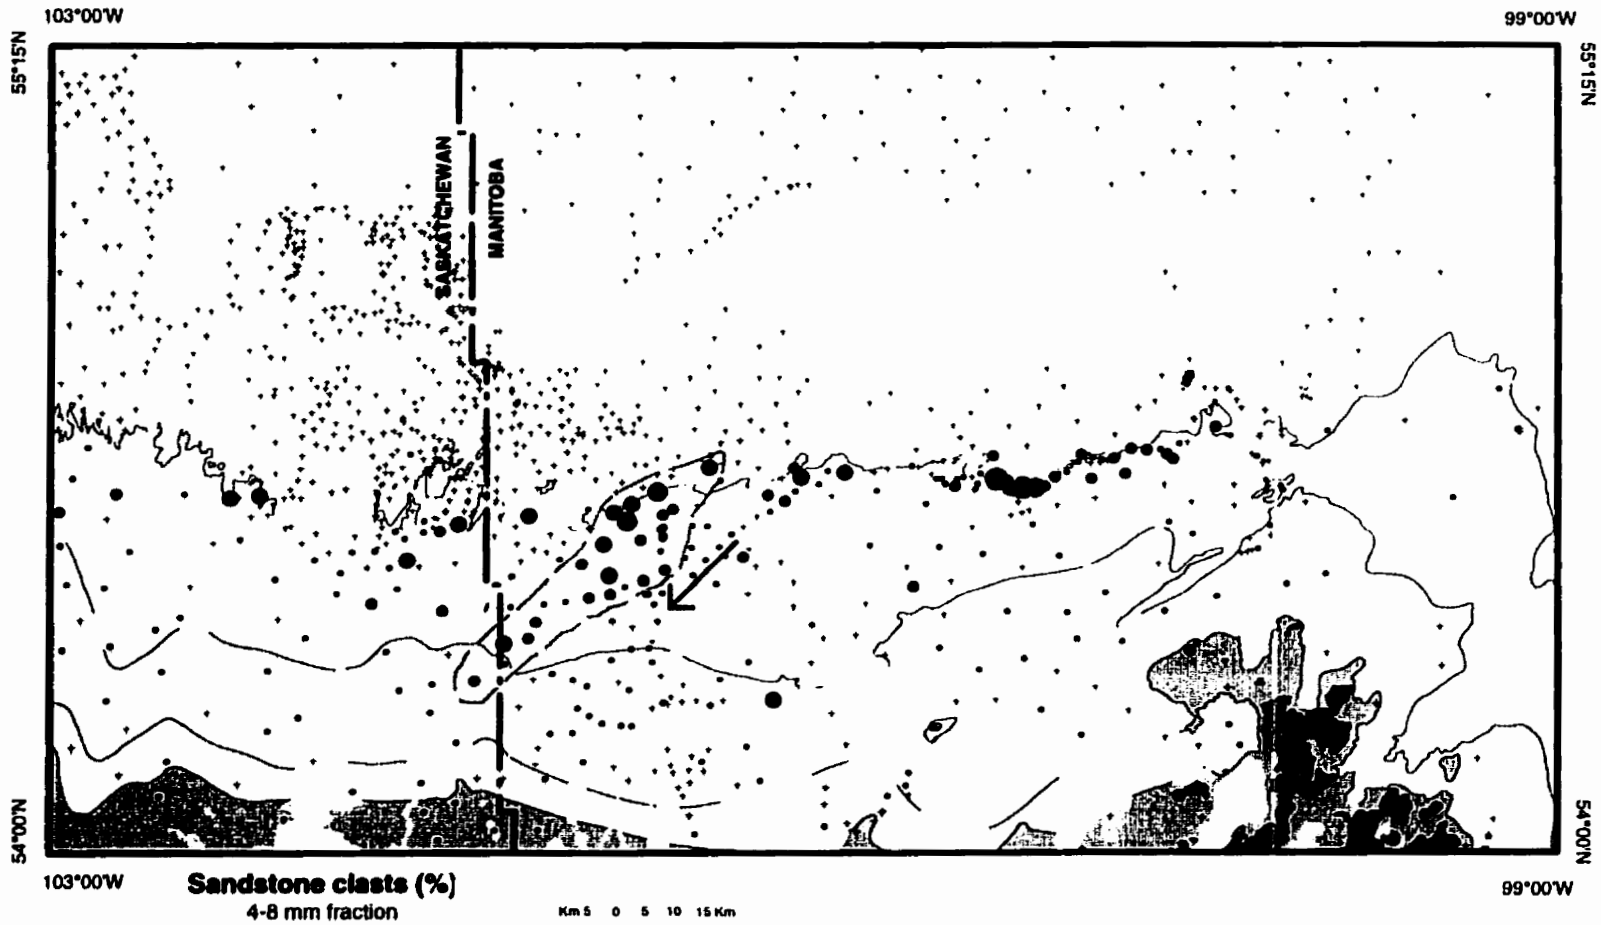 103°00'W
99°00'W
55°15'N
55°15'N
SASKATCHEWAN
MANITOBA
54°00'N
54°00'N
103°00'W
99°00'W
Sandstone clasts (%)
4-8 mm fraction
Km 5 0 5 10 15 Km